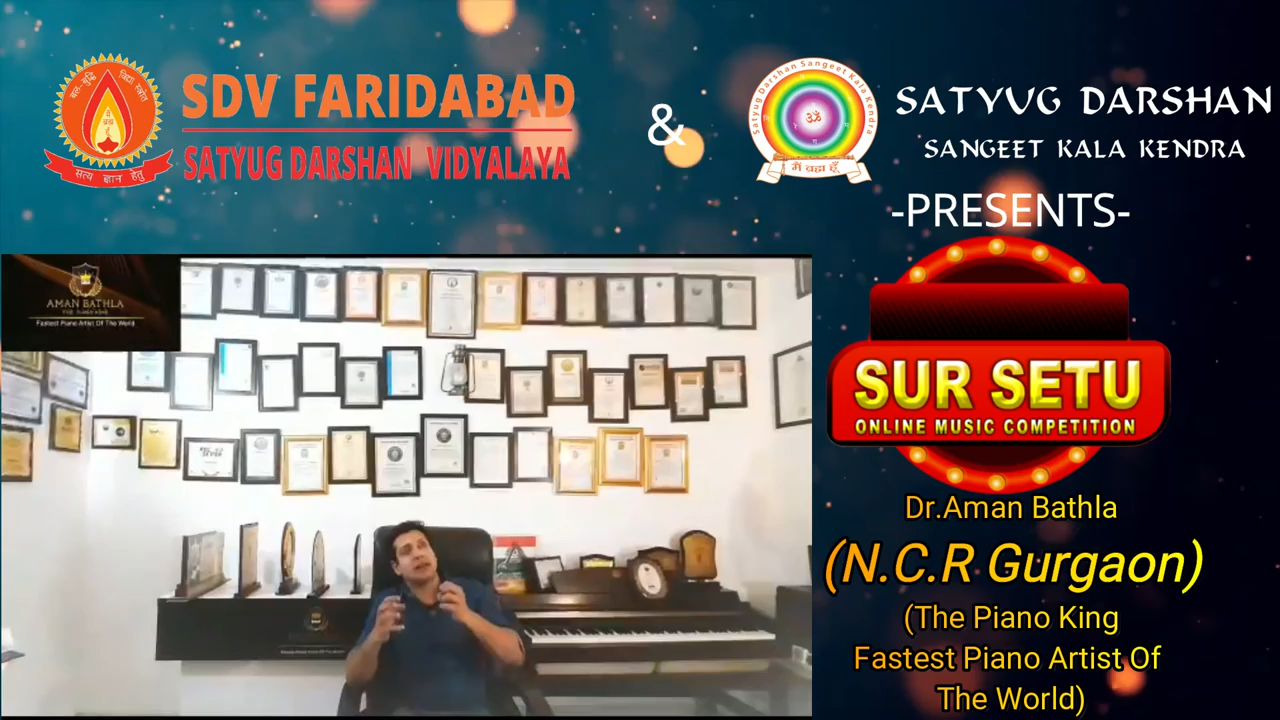 SDV FARIDABAD
SATYUG DARSHAN VIDYALAYA
सत्य ज्ञान हेतु
&
Satyug Darshan Sangeet Kala Kendra
ॐ
मैं ब्रह्म हूँ
SATYUG DARSHAN
SANGEET KALA KENDRA
-PRESENTS-
AMAN BATHLA
Fastest Piano Artist Of The World
SUR SETU
ONLINE MUSIC COMPETITION
Dr.Aman Bathla
(N.C.R Gurgaon)
(The Piano King
Fastest Piano Artist Of
The World)